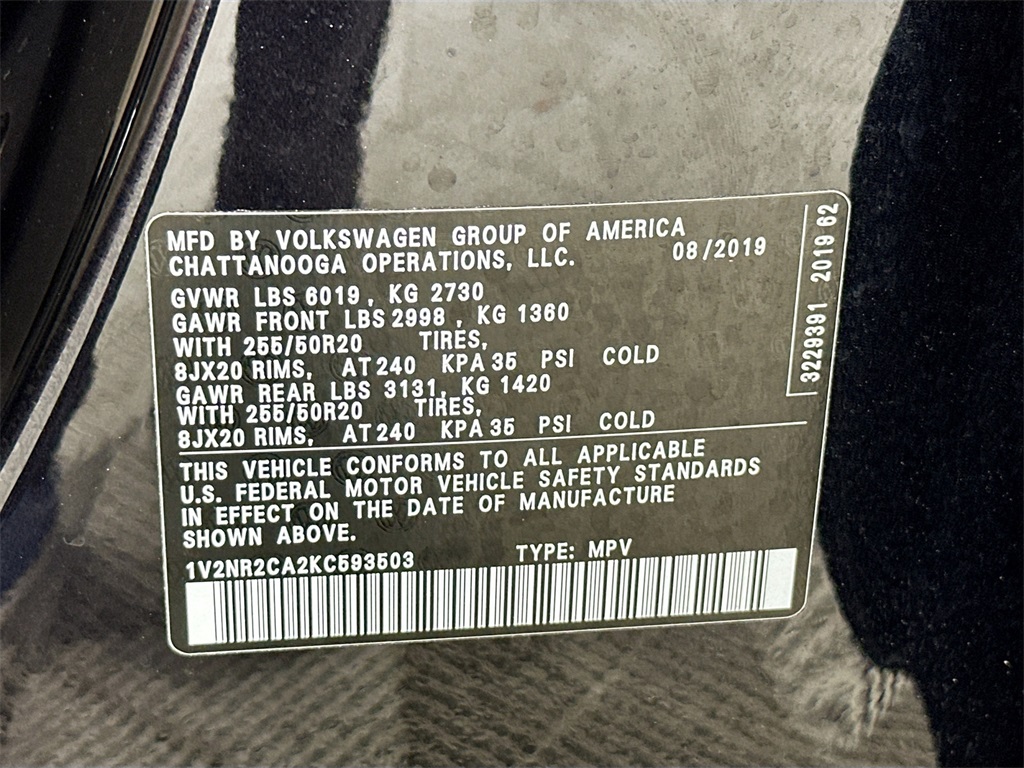 MFD BY VOLKSWAGEN GROUP OF AMERICA
CHATTANOOGA OPERATIONS, LLC. 08/2019
GVWR LBS 6019, KG 2730
GAWR FRONT LBS 2998, KG 1360
WITH 255/50R20 TIRES,
8JX20 RIMS, AT 240 KPA 35 PSI COLD
GAWR REAR LBS 3131, KG 1420
WITH 255/50R20 TIRES,
8JX20 RIMS, AT 240 KPA 35 PSI COLD
THIS VEHICLE CONFORMS TO ALL APPLICABLE
U.S. FEDERAL MOTOR VEHICLE SAFETY STANDARDS
IN EFFECT ON THE DATE OF MANUFACTURE
SHOWN ABOVE.
1V2NR2CA2KC593503 TYPE: MPV
3229391 2019 62